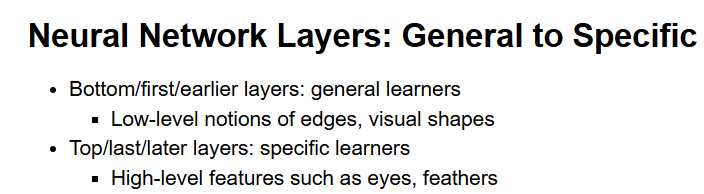 Neural Network Layers: General to Specific
• Bottom/first/earlier layers: general learners
▪ Low-level notions of edges, visual shapes
• Top/last/later layers: specific learners
▪ High-level features such as eyes, feathers